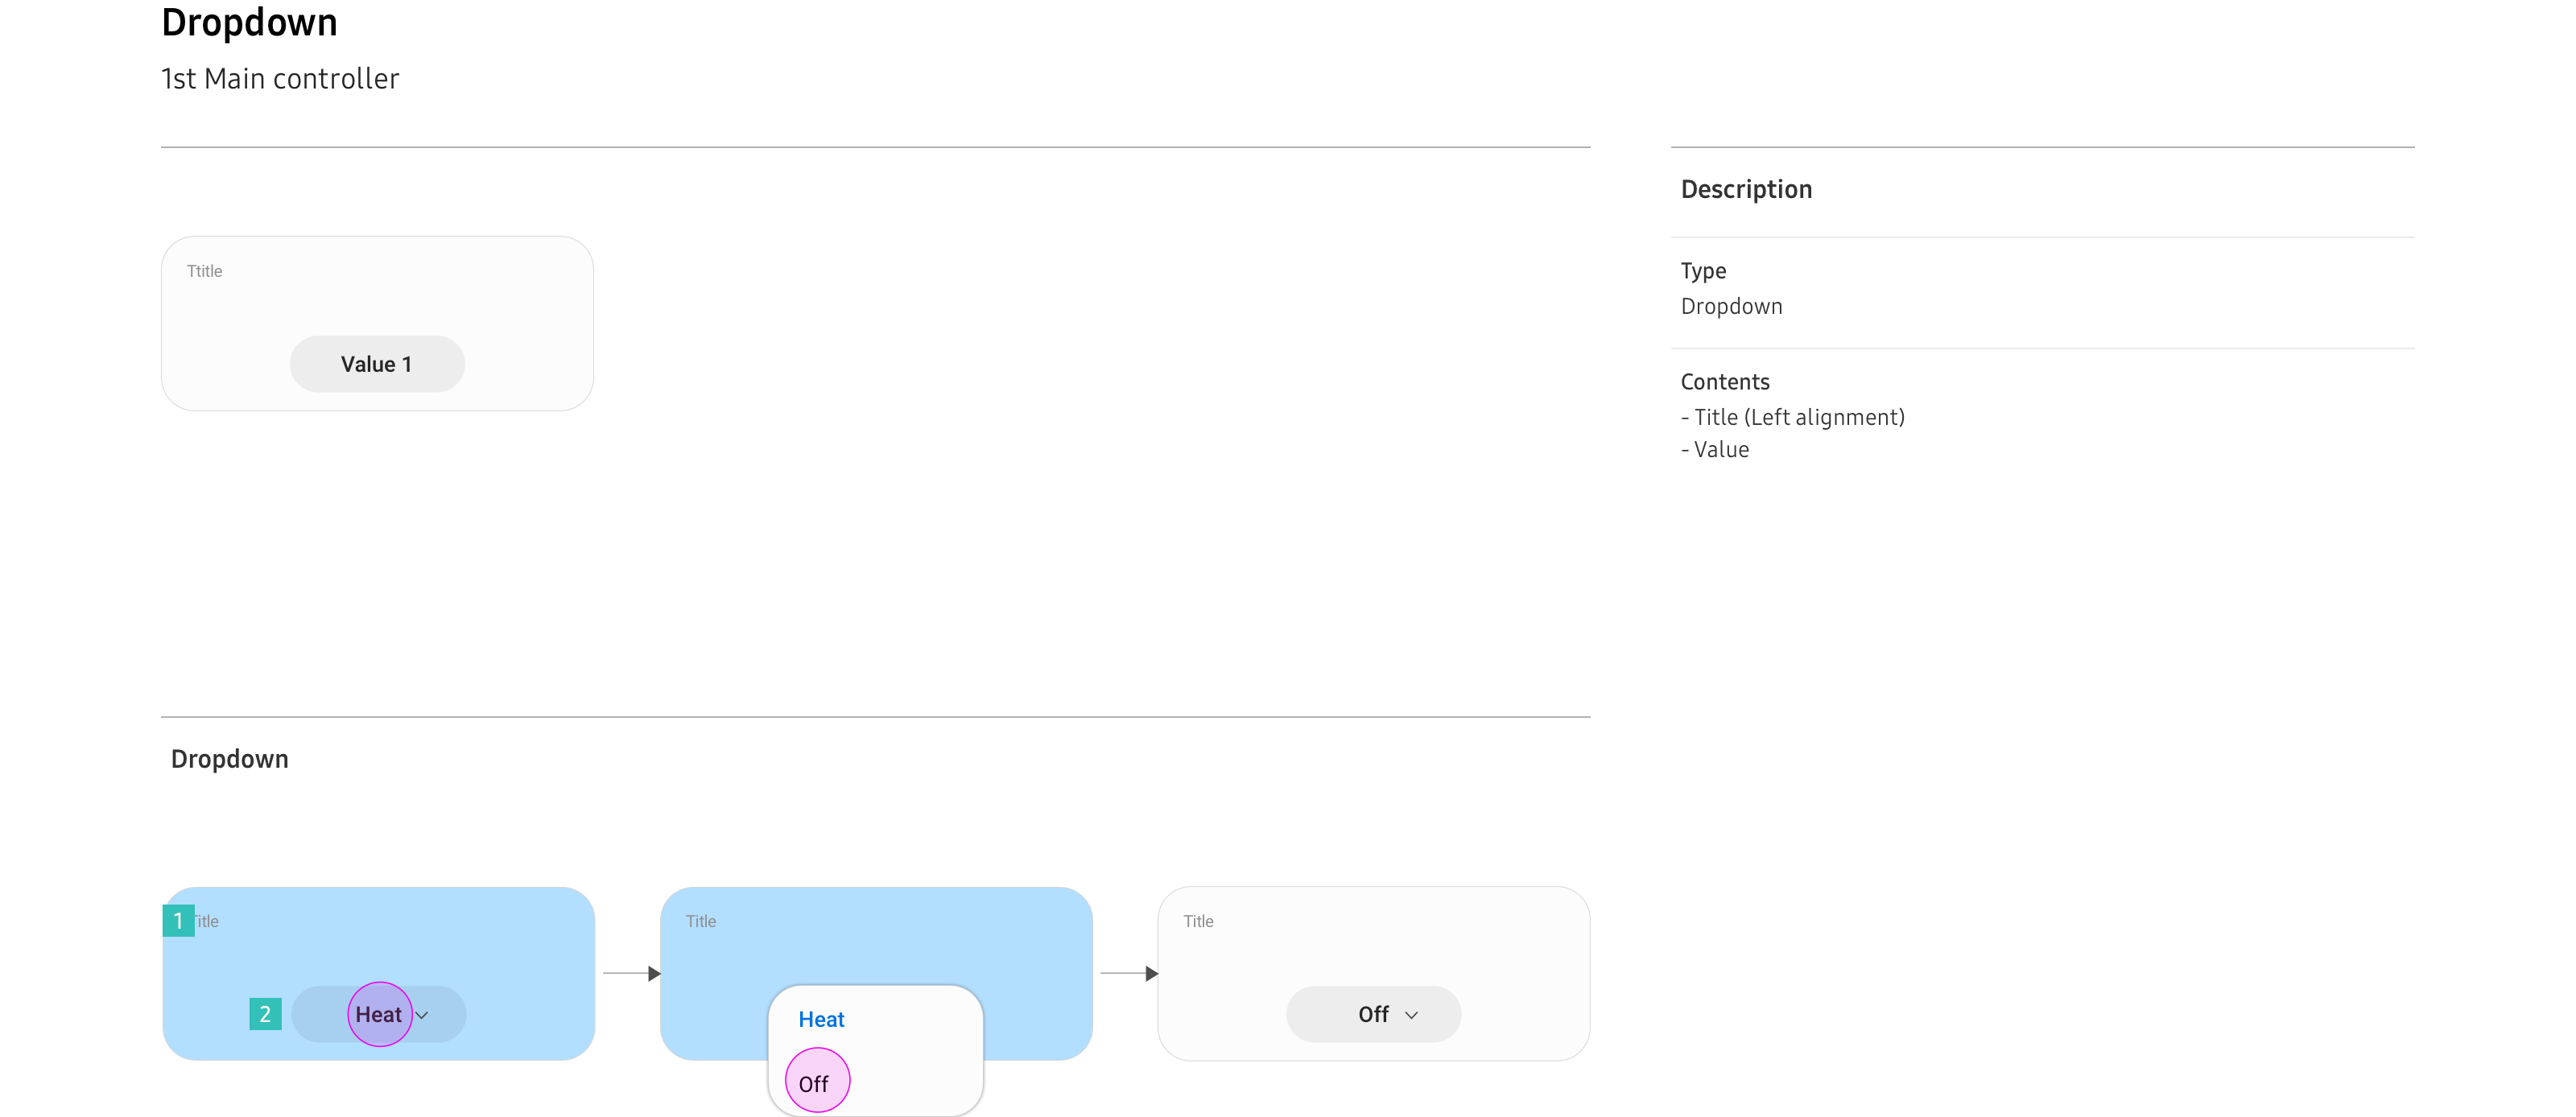 Dropdown
1st Main controller
Description
Ttitle
Value 1
Type
Dropdown
Contents
- Title (Left alignment)
- Value
Dropdown
1
Title
2
Heat
Title
Heat
Off
Title
Off